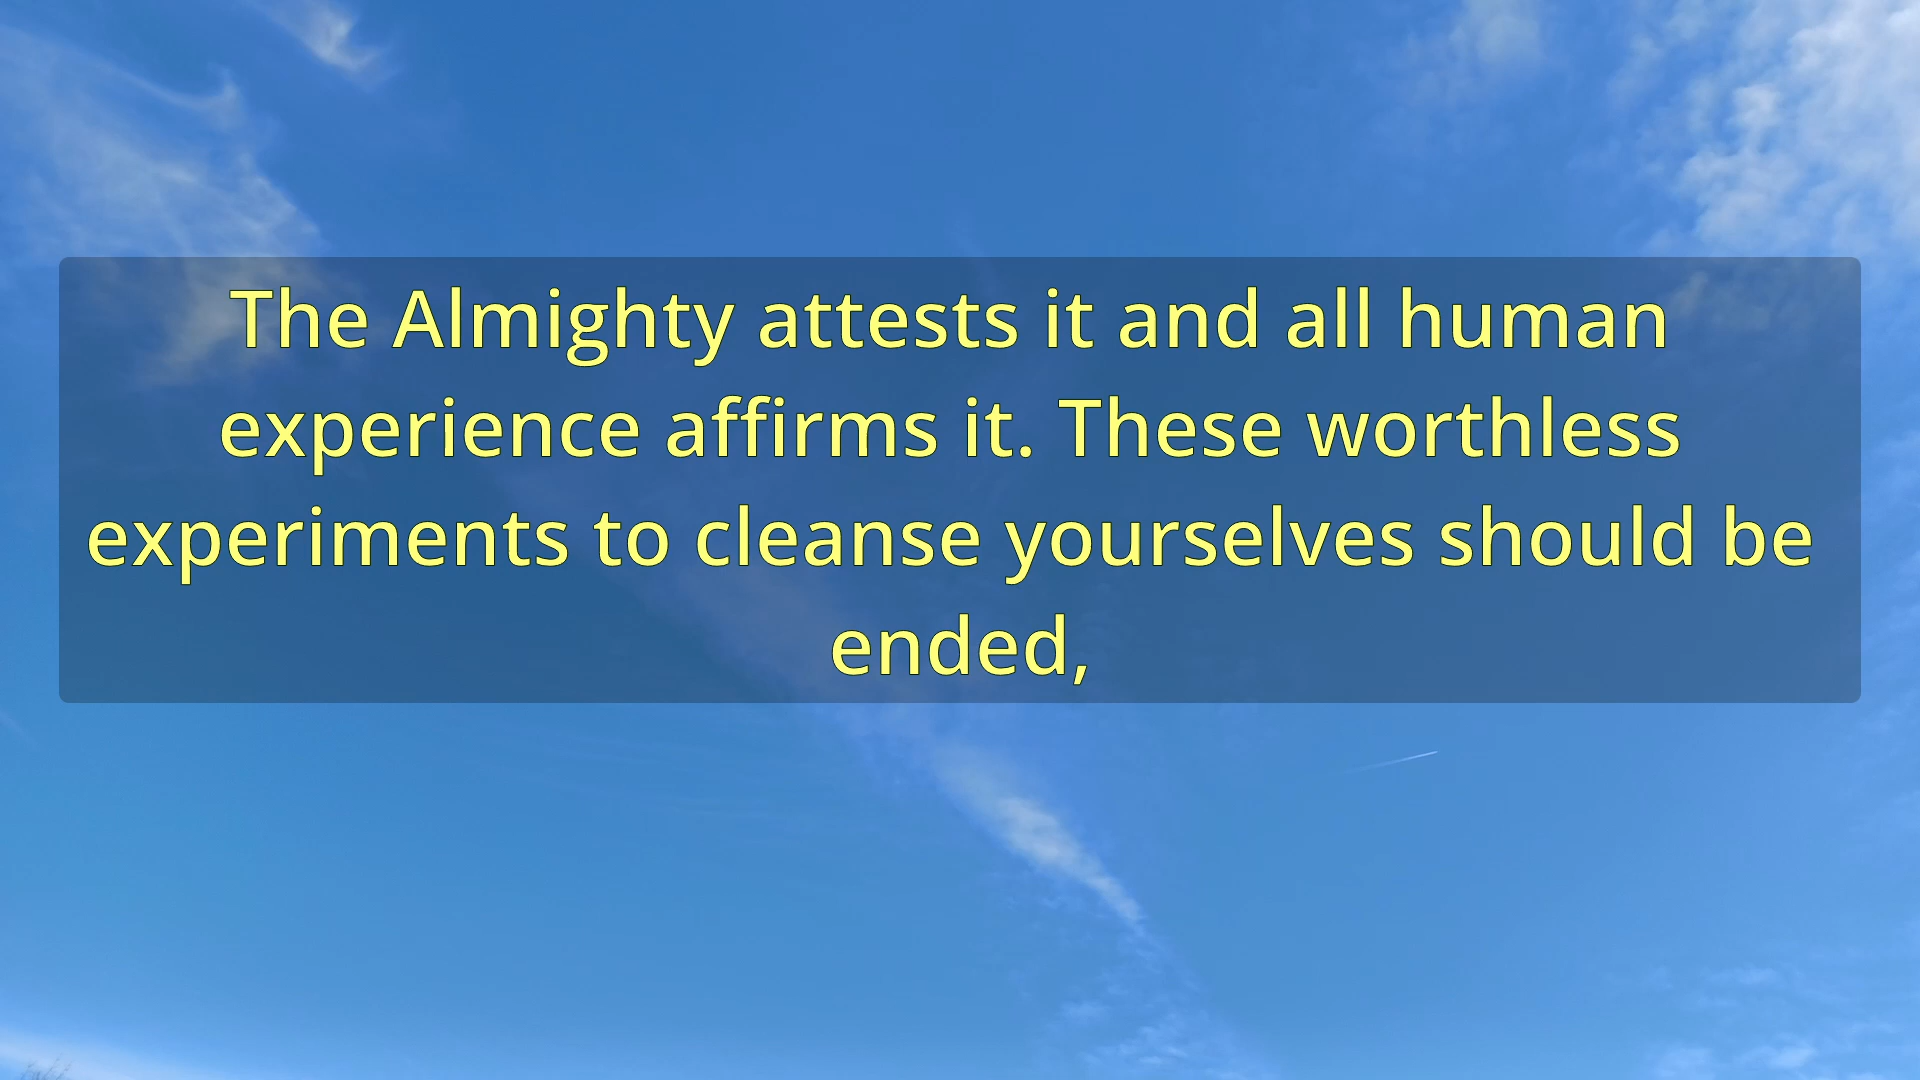 The Almighty attests it and all human
experience affirms it. These worthless
experiments to cleanse yourselves should be
ended,